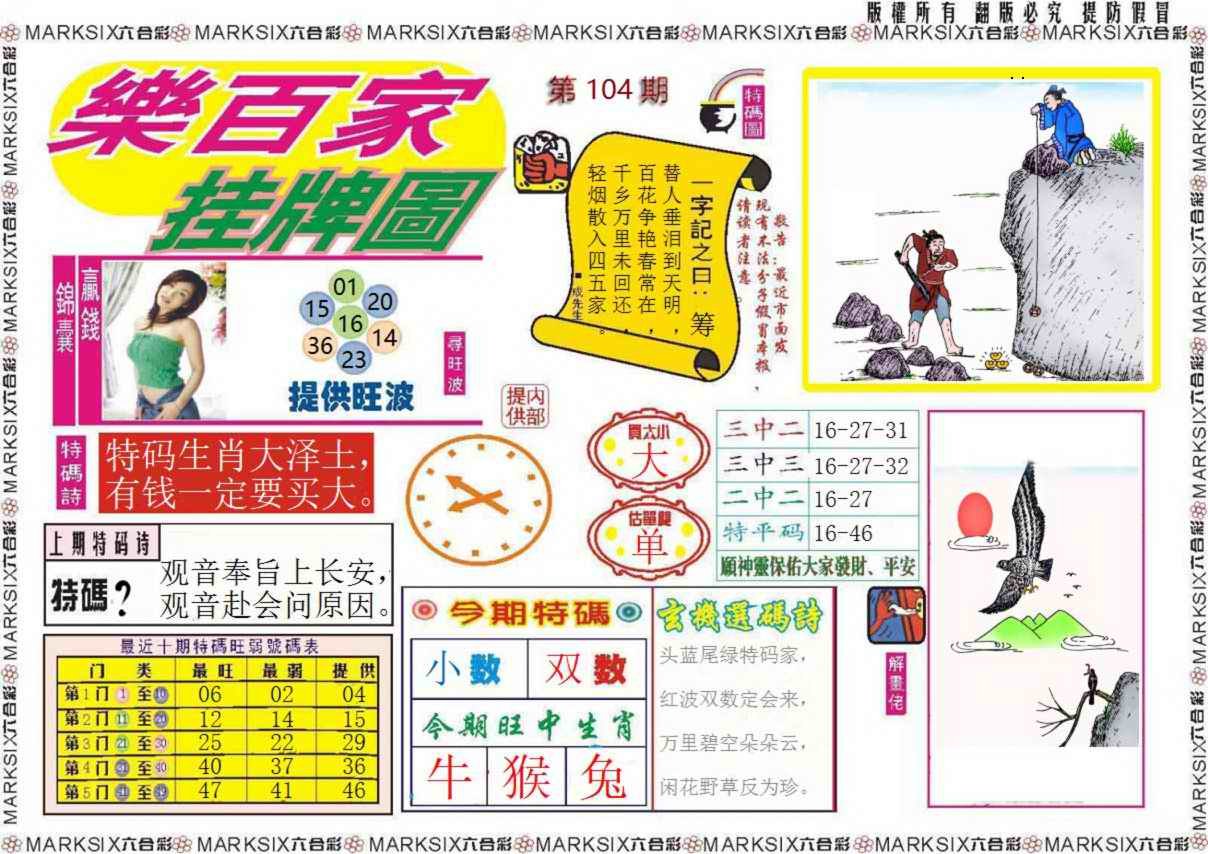 版權所有 翻版必究 提防假冒
MARKSIX六合彩 MARKSIX六合彩 MARKSIX六合彩 MARKSIX六合彩 MARKSIX六合彩 MARKSIX六合彩 MARKSIX六合彩
樂百家
挂牌圖
第 104 期
特碼圖
一字記之曰：筹
替人垂泪到天明，
百花争艳春常在，
千乡万里未回还，
轻烟散入四五家。
■成先生
敬告：最近市面发
现有不法分子假冒本报，
请读者注意。
贏錢
錦囊
01
15 20
16
36 14
23
提供旺波
尋旺波
内部
提供
特碼詩
特码生肖大泽土，
有钱一定要买大。
上期特码诗
特碼？
观音奉旨上长安，
观音赴会问原因。
買大小
大
估單雙
单
三中二 16-27-31
三中三 16-27-32
二中二 16-27
特平码 16-46
願神靈保佑大家發財、平安
最近十期特碼旺弱號碼表
门 类 最 旺 最 弱 提 供
第1门 1 至 10 06 02 04
第2门 11 至 20 12 14 15
第3门 21 至 30 25 22 29
第4门 31 至 40 40 37 36
第5门 41 至 49 47 41 46
今期特碼
小数 双数
今期旺中生肖
牛 猴 兔
玄機選碼詩
头蓝尾绿特码家，
红波双数定会来，
万里碧空朵朵云，
闲花野草反为珍。
解畫佬
MARKSIX六合彩 MARKSIX六合彩 MARKSIX六合彩 MARKSIX六合彩 MARKSIX六合彩 MARKSIX六合彩 MARKSIX六合彩